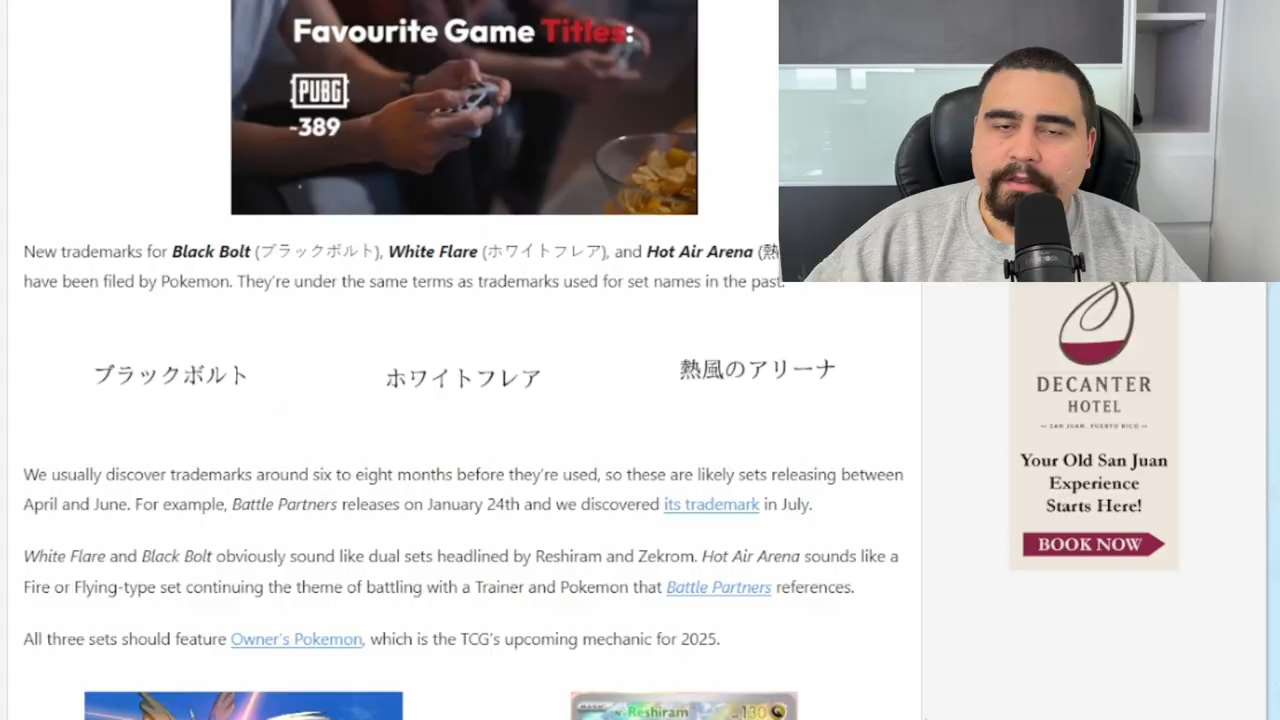 Favourite Game Titles:
PUBG
~389
New trademarks for Black Bolt (ブラックボルト), White Flare (ホワイトフレア), and Hot Air Arena (熱
have been filed by Pokemon. They're under the same terms as trademarks used for set names in the past.
ブラックボルト
ホワイトフレア
熱風のアリーナ
We usually discover trademarks around six to eight months before they're used, so these are likely sets releasing between
April and June. For example, Battle Partners releases on January 24th and we discovered its trademark in July.
White Flare and Black Bolt obviously sound like dual sets headlined by Reshiram and Zekrom. Hot Air Arena sounds like a
Fire or Flying-type set continuing the theme of battling with a Trainer and Pokemon that Battle Partners references.
All three sets should feature Owner's Pokemon, which is the TCG's upcoming mechanic for 2025.
BASIC
Reshiram
130
DECANTER
HOTEL
— SAN JUAN, PUERTO RICO —
Your Old San Juan
Experience
Starts Here!
BOOK NOW